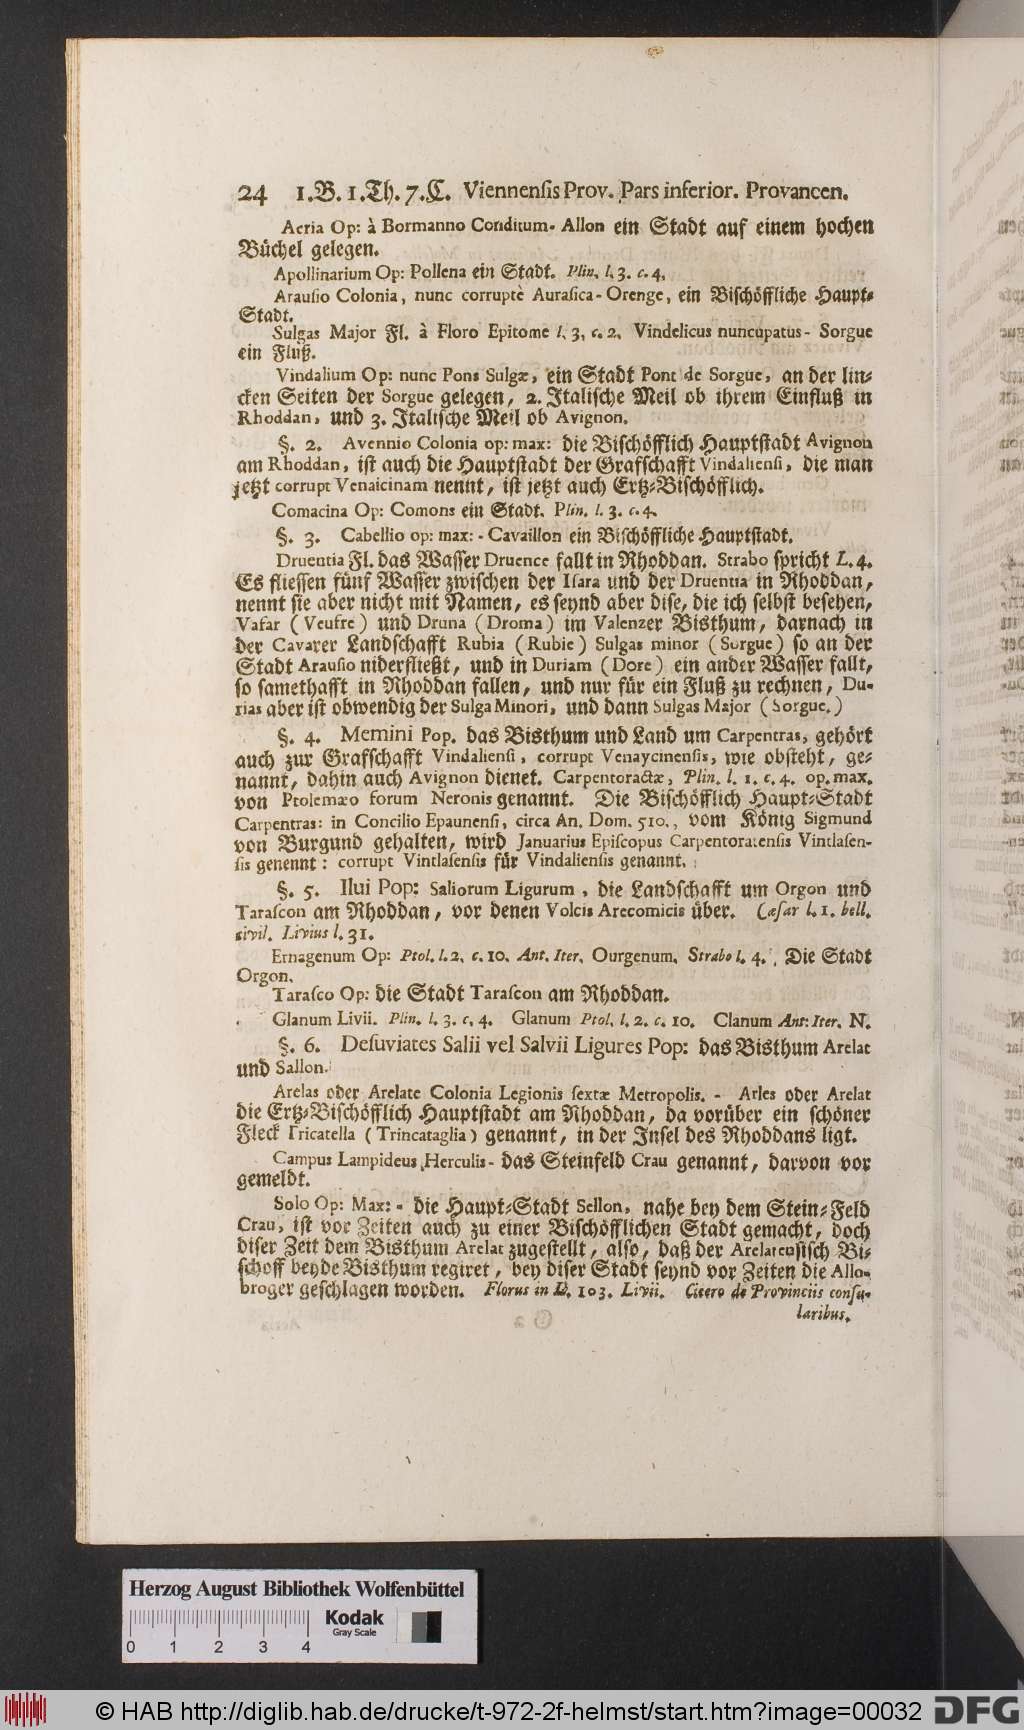 24 1.B. 1.Th. 7.C. Viennensis Prov. Pars inferior. Provancen.
Aeria Op: à Bormanno Conditum- Allon ein Stadt auf einem hochen
Büchel gelegen.
Apollinarium Op: Pollena ein Stadt. Plin. l. 3. c. 4.
Arausio Colonia, nunc corruptè Aurasica- Orenge, ein Bischöffliche Haupt-
Stadt.
Sulgas Major Fl. à Floro Epitome l. 3. c. 2. Vindelicus nuncupatus- Sorgue
ein Fluß.
Vindalium Op: nunc Pons Sulgæ, ein Stadt Pont de Sorgue, an der lin-
cken Seiten der Sorgue gelegen, 2. Italische Meil ob ihrem Einfluß in
Rhoddan, und 3. Italische Meil ob Avignon.
§. 2. Avennio Colonia op: max: die Bischöfflich Hauptstadt Avignon
am Rhoddan, ist auch die Hauptstadt der Grafschafft Vindaliensi, die man
jetzt corrupt Venaicinam nennt, ist jetzt auch Ertz-Bischöfflich.
Comacina Op: Comons ein Stadt. Plin. l. 3. c. 4.
§. 3. Cabellio op: max: - Cavaillon ein Bischöffliche Hauptstadt.
Druentia Fl. das Wasser Druence fallt in Rhoddan. Strabo spricht L. 4.
Es fliessen fünf Wasser zwischen der Isara und der Druentia in Rhoddan,
nennt sie aber nicht mit Namen, es seynd aber dise, die ich selbst besehen,
Vafar (Veufre) und Druna (Droma) im Valenzer Bisthum, darnach in
der Cavarer Landschafft Rubia (Rubie) Sulgas minor (Sorgue) so an der
Stadt Arausio niderfließt, und in Duriam (Dore) ein ander Wasser fallt,
so samethafft in Rhoddan fallen, und nur für ein Fluß zu rechnen, Du-
rias aber ist obwendig der Sulga Minori, und dann Sulgas Major (Sorgue.)
§. 4. Memini Pop. das Bisthum und Land um Carpentras, gehört
auch zur Grafschafft Vindaliensi, corrupt Venaycinensis, wie obsteht, ge-
nannt, dahin auch Avignon dienet. Carpentoractæ, Plin. l. 1. c. 4. op. max.
von Ptolemæo forum Neronis genannt. Die Bischöfflich Haupt-Stadt
Carpentras: in Concilio Epaunensi, circa An. Dom. 510., vom König Sigmund
von Burgund gehalten, wird Januarius Episcopus Carpentoratensis Vintlasen-
sis genennt: corrupt Vintlasensis für Vindaliensis genannt.
§. 5. Ilui Pop: Saliorum Ligurum, die Landschafft um Orgon und
Tarascon am Rhoddan, vor denen Volcis Arecomicis über. Cæsar l. 1. bell.
civil. Livius l. 31.
Ernagenum Op: Ptol. l. 2. c. 10. Ant. Iter. Ourgenum. Strabo l. 4. Die Stadt
Orgon.
Tarasco Op: die Stadt Tarascon am Rhoddan.
Glanum Livii. Plin. l. 3. c. 4. Glanum Ptol. l. 2. c. 10. Clanum Ant: Iter. N.
§. 6. Desuviates Salii vel Salvii Ligures Pop: das Bisthum Arelat
und Sallon.
Arelas oder Arelate Colonia Legionis sextæ Metropolis. - Arles oder Arelat
die Ertz-Bischöfflich Hauptstadt am Rhoddan, da vorüber ein schöner
Fleck Tricatella (Trincataglia) genannt, in der Insel des Rhoddans ligt.
Campus Lampideus Herculis- das Steinfeld Crau genannt, darvon vor
gemeldt.
Solo Op: Max: - die Haupt-Stadt Sellon, nahe bey dem Stein-Feld
Crau, ist vor Zeiten auch zu einer Bischöfflichen Stadt gemacht, doch
diser Zeit dem Bisthum Arelat zugestellt, also, daß der Arelatensisch Bi-
schoff beyde Bisthum regiret, bey diser Stadt seynd vor Zeiten die Allo-
broger geschlagen worden. Florus in L. 103. Livii. Cicero de Provinciis consu-
laribus.
Herzog August Bibliothek Wolfenbüttel
Kodak
Gray Scale
0 1 2 3 4
© HAB http://diglib.hab.de/drucke/t-972-2f-helmst/start.htm?image=00032
DFG